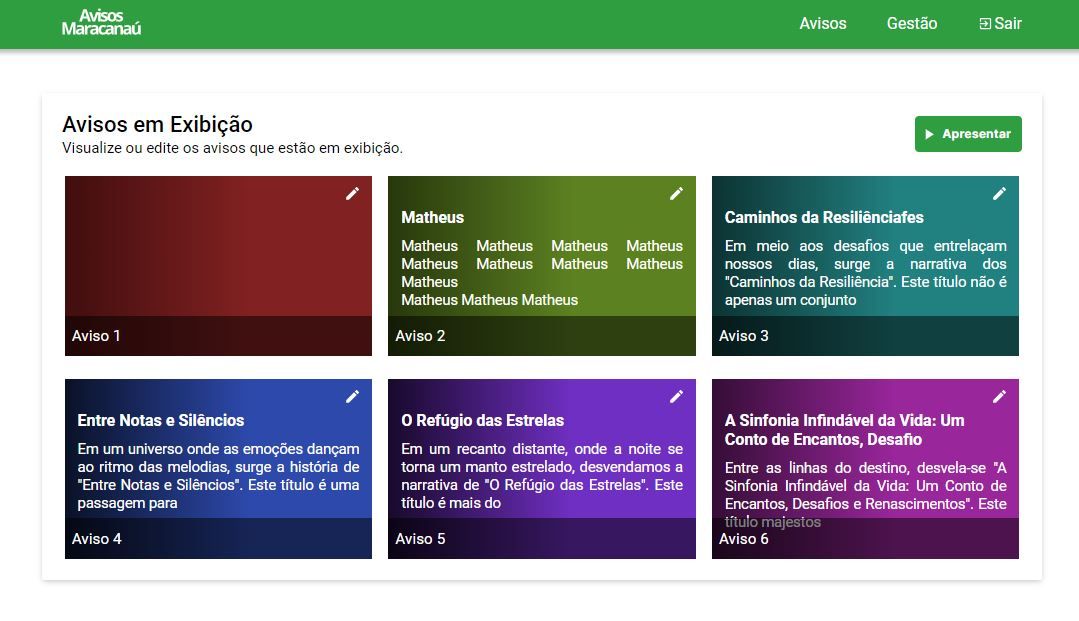 Avisos
Maracanaú
Avisos
Gestão
Sair
Avisos em Exibição
Visualize ou edite os avisos que estão em exibição.
Apresentar
Aviso 1
Matheus
Matheus Matheus Matheus Matheus
Matheus Matheus Matheus Matheus
Matheus
Matheus Matheus Matheus
Aviso 2
Caminhos da Resiliênciafes
Em meio aos desafios que entrelaçam
nossos dias, surge a narrativa dos
"Caminhos da Resiliência". Este título não é
apenas um conjunto
Aviso 3
Entre Notas e Silêncios
Em um universo onde as emoções dançam
ao ritmo das melodias, surge a história de
"Entre Notas e Silêncios". Este título é uma
passagem para
Aviso 4
O Refúgio das Estrelas
Em um recanto distante, onde a noite se
torna um manto estrelado, desvendamos a
narrativa de "O Refúgio das Estrelas". Este
título é mais do
Aviso 5
A Sinfonia Infindável da Vida: Um
Conto de Encantos, Desafio
Entre as linhas do destino, desvela-se "A
Sinfonia Infindável da Vida: Um Conto de
Encantos, Desafios e Renascimentos". Este
título majestos
Aviso 6